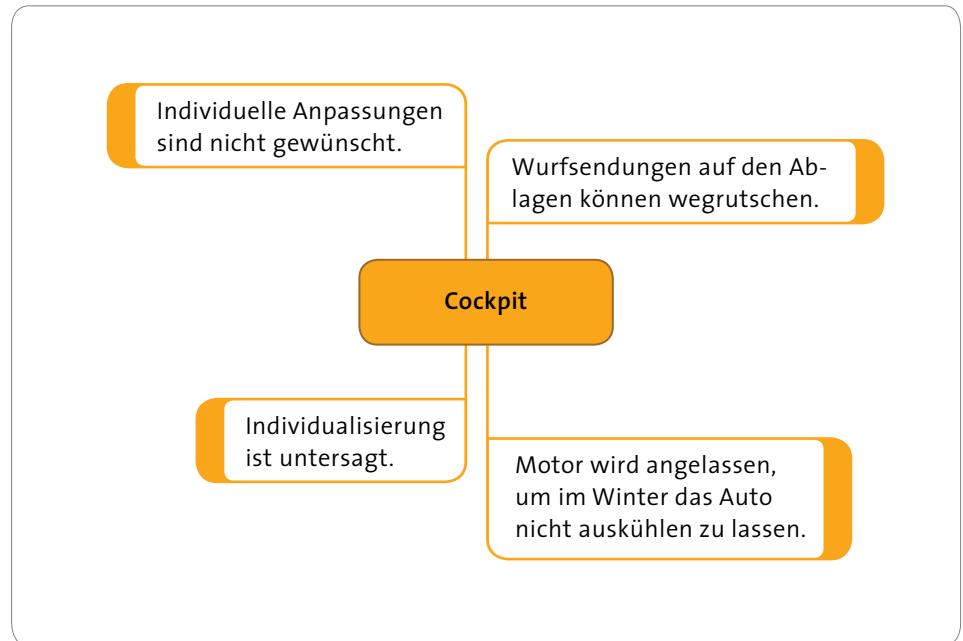 Individuelle Anpassungen
sind nicht gewünscht.
Wurfsendungen auf den Ab-
lagen können wegrutschen.
Cockpit
Individualisierung
ist untersagt.
Motor wird angelassen,
um im Winter das Auto
nicht auskühlen zu lassen.